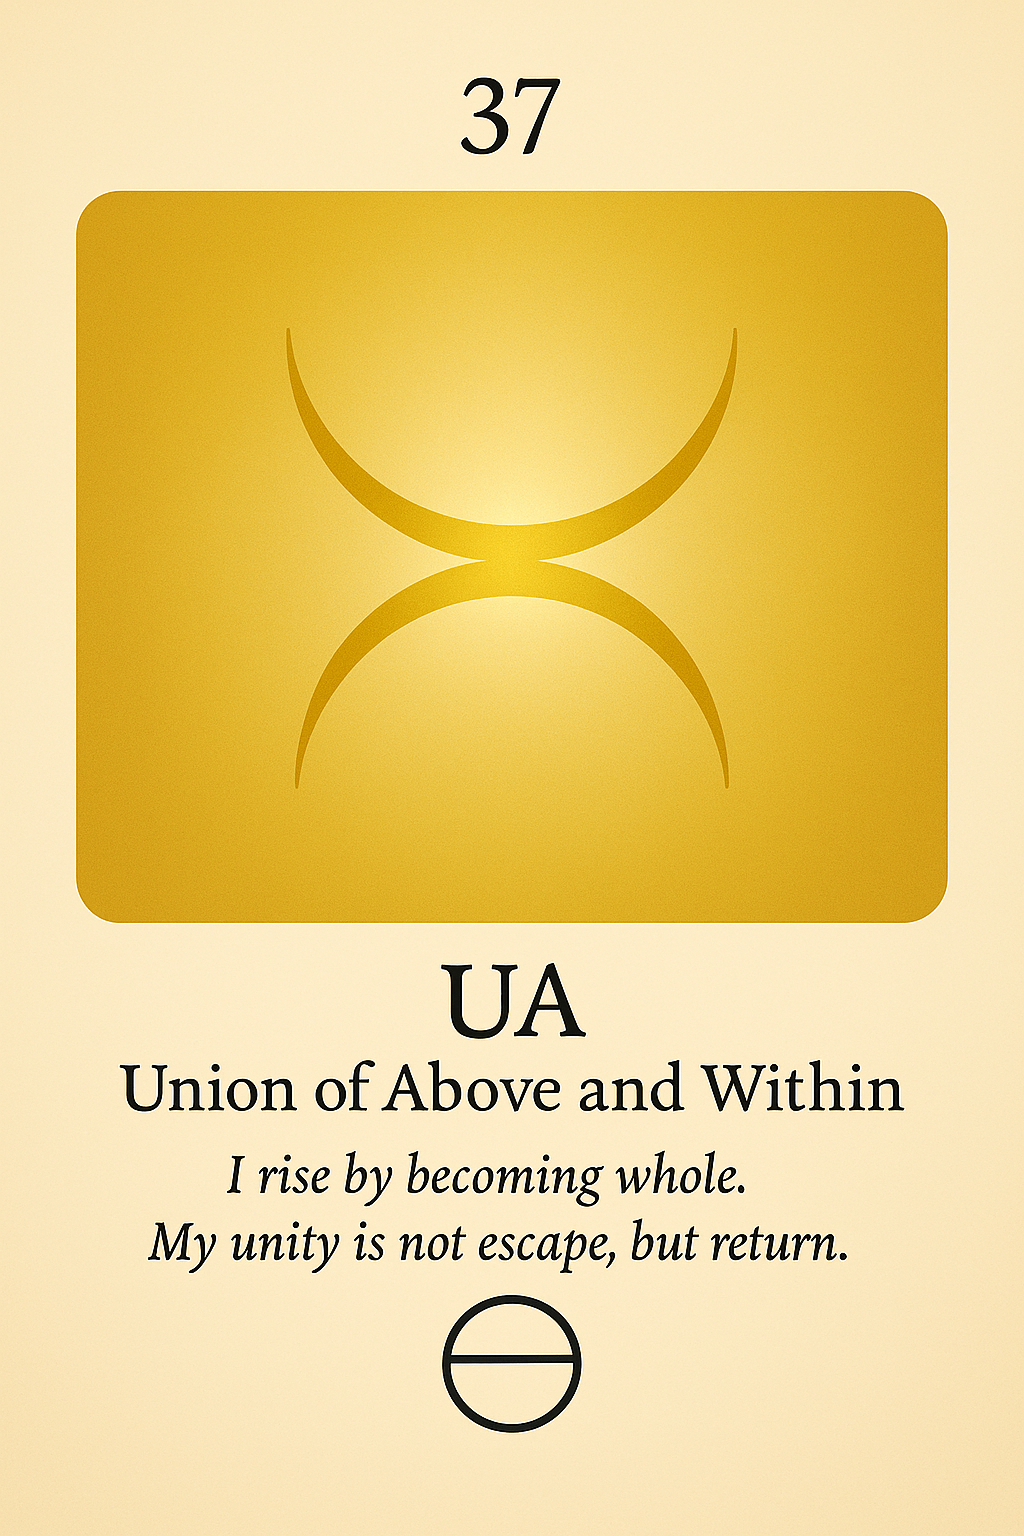 37
UA
Union of Above and Within
I rise by becoming whole.
My unity is not escape, but return.